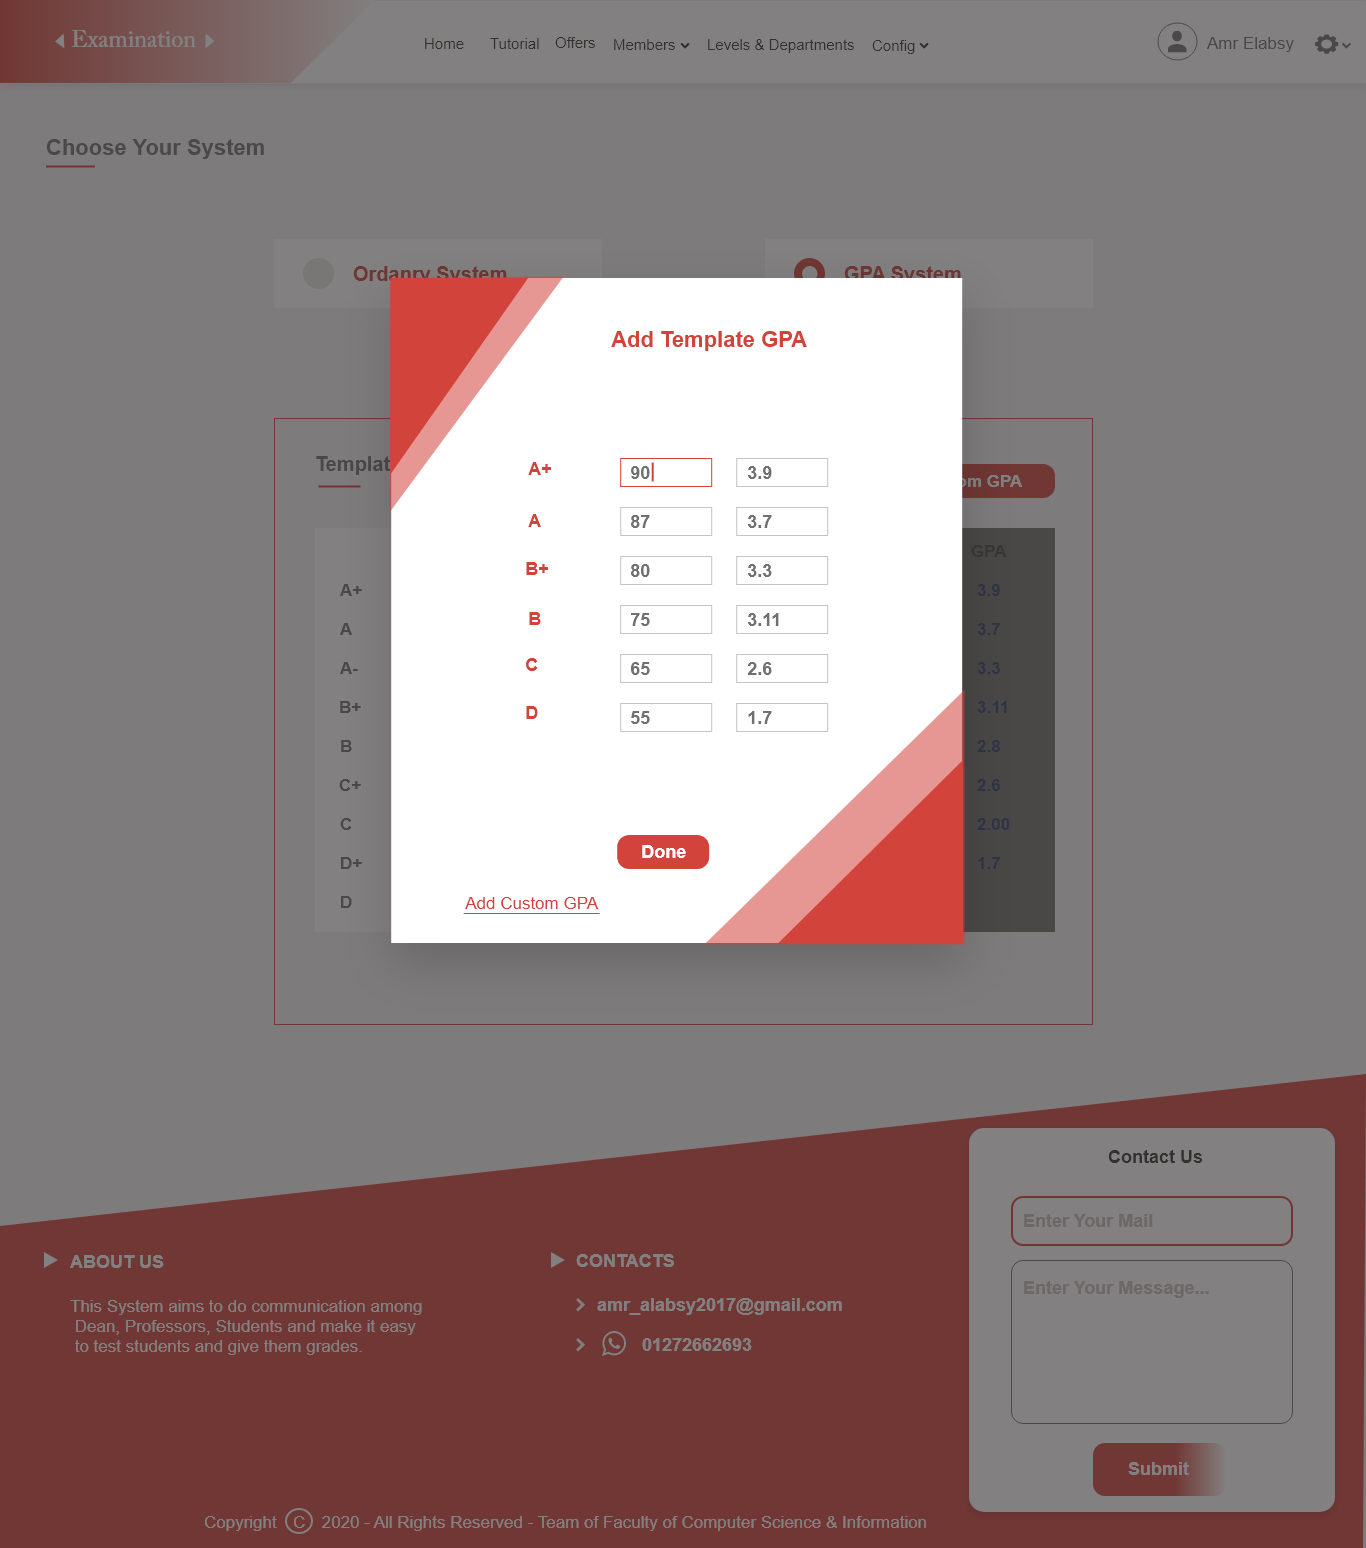 Examination
Home Tutorial Offers Members Levels & Departments Config
Amr Elabsy
Choose Your System
Ordanry System
GPA System
Add Template GPA
Templat
om GPA
A+ 90 3.9
A 87 3.7
B+ 80 3.3
B 75 3.11
C 65 2.6
D 55 1.7
Done
Add Custom GPA
GPA
A+ 3.9
A 3.7
A- 3.3
B+ 3.11
B 2.8
C+ 2.6
C 2.00
D+ 1.7
D
ABOUT US
This System aims to do communication among
Dean, Professors, Students and make it easy
to test students and give them grades.
CONTACTS
amr_alabsy2017@gmail.com
01272662693
Contact Us
Enter Your Mail
Enter Your Message...
Submit
Copyright © 2020 - All Rights Reserved - Team of Faculty of Computer Science & Information